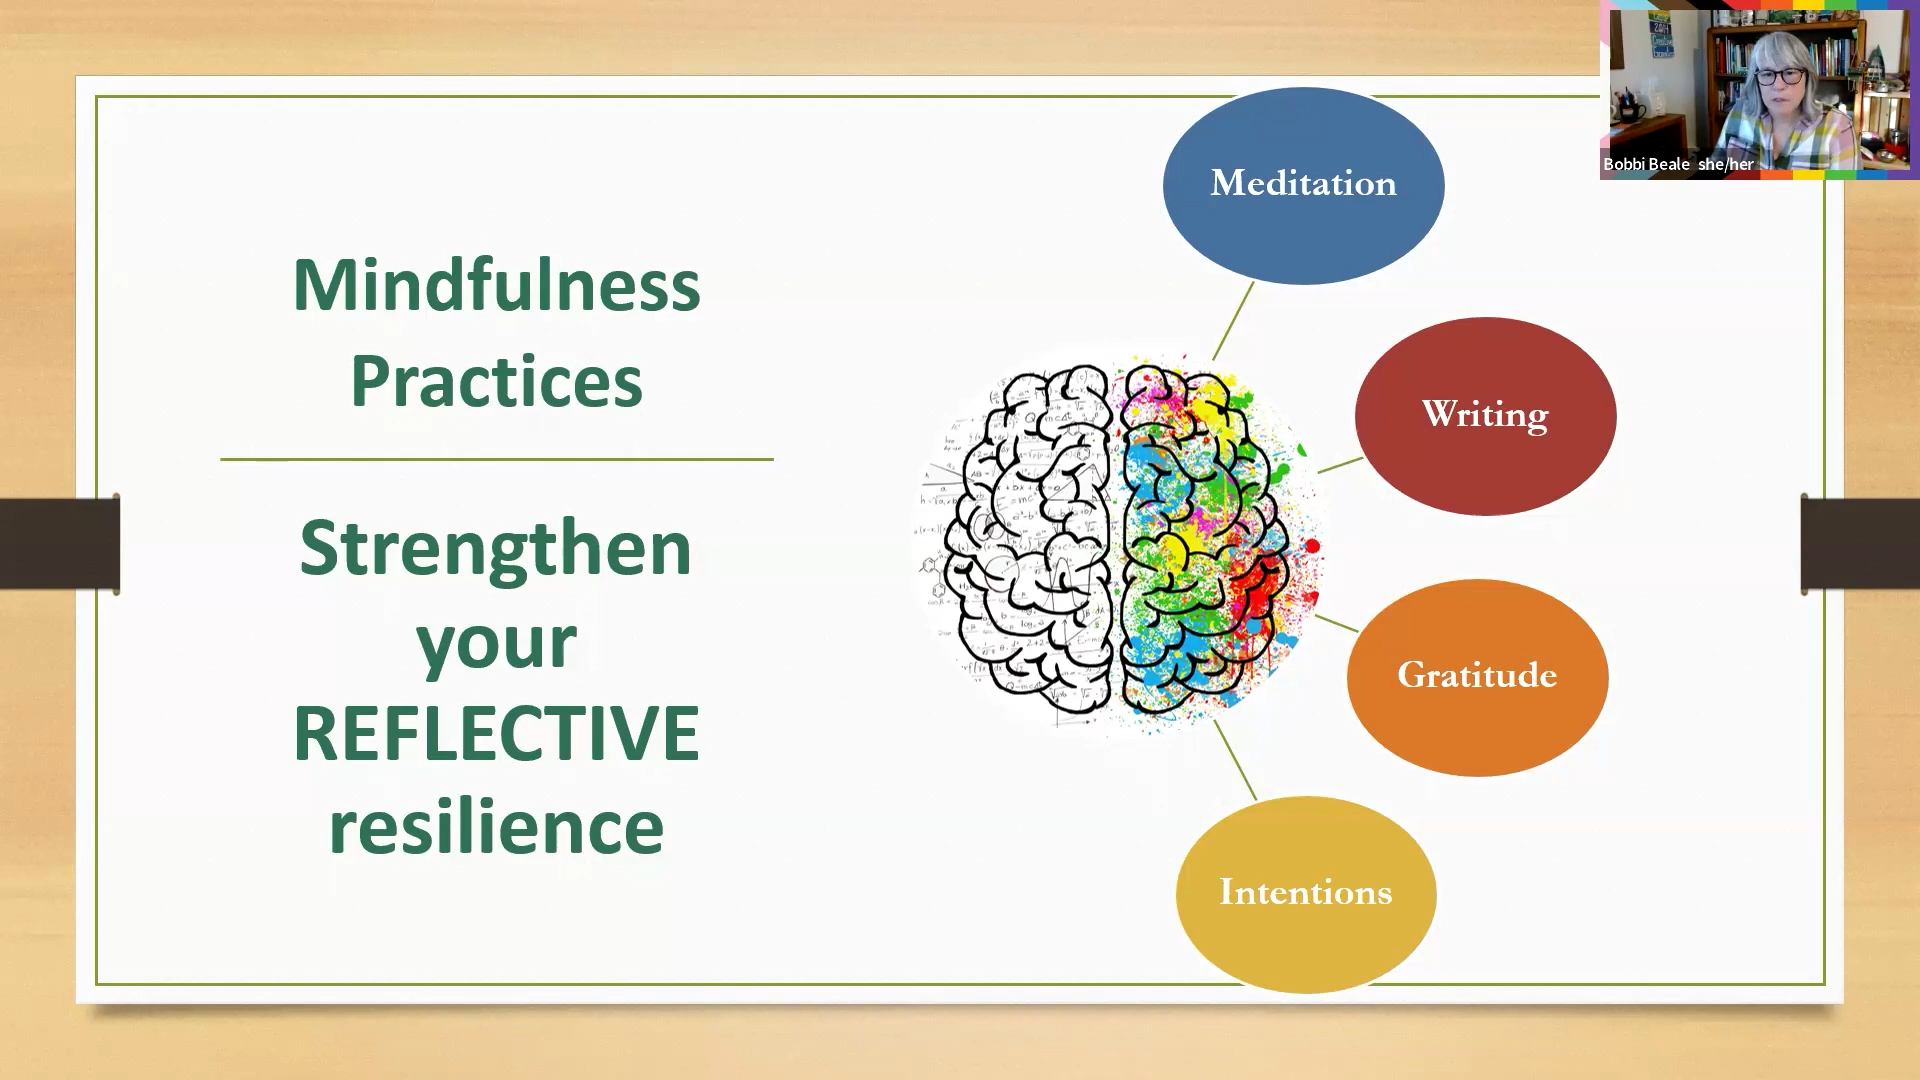 Mindfulness
Practices
Strengthen
your
REFLECTIVE
resilience
Meditation
Writing
Gratitude
Intentions
Bobbi Beale she/her